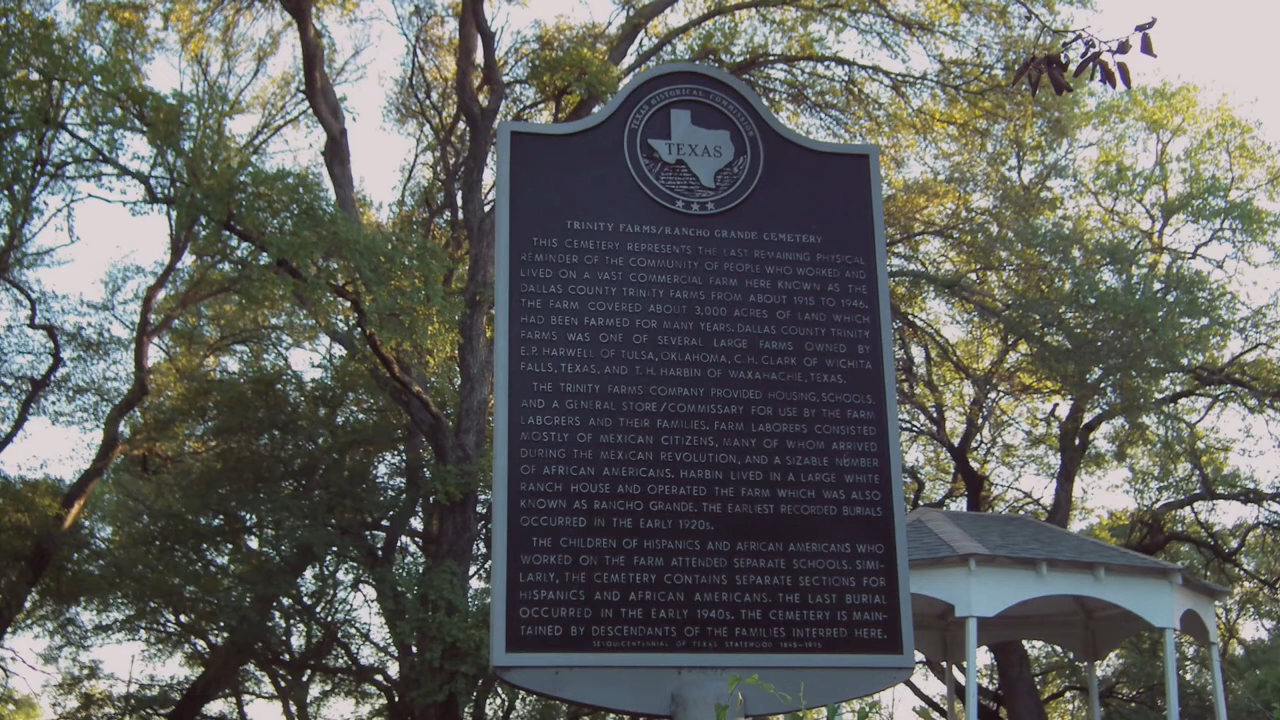 TEXAS HISTORICAL COMMISSION
TEXAS
TRINITY FARMS/RANCHO GRANDE CEMETERY
THIS CEMETERY REPRESENTS THE LAST REMAINING PHYSICAL
REMINDER OF THE COMMUNITY OF PEOPLE WHO WORKED AND
LIVED ON A VAST COMMERCIAL FARM HERE KNOWN AS THE
DALLAS COUNTY TRINITY FARMS FROM ABOUT 1915 TO 1946.
THE FARM COVERED ABOUT 3,000 ACRES OF LAND WHICH
HAD BEEN FARMED FOR MANY YEARS. DALLAS COUNTY TRINITY
FARMS WAS ONE OF SEVERAL LARGE FARMS OWNED BY
E.P. HARWELL OF TULSA, OKLAHOMA, C.H. CLARK OF WICHITA
FALLS, TEXAS, AND T. H. HARBIN OF WAXAHACHIE, TEXAS.
THE TRINITY FARMS COMPANY PROVIDED HOUSING, SCHOOLS,
AND A GENERAL STORE/COMMISSARY FOR USE BY THE FARM
LABORERS AND THEIR FAMILIES. FARM LABORERS CONSISTED
MOSTLY OF MEXICAN CITIZENS, MANY OF WHOM ARRIVED
DURING THE MEXICAN REVOLUTION, AND A SIZABLE NUMBER
OF AFRICAN AMERICANS. HARBIN LIVED IN A LARGE WHITE
RANCH HOUSE AND OPERATED THE FARM WHICH WAS ALSO
KNOWN AS RANCHO GRANDE. THE EARLIEST RECORDED BURIALS
OCCURRED IN THE EARLY 1920s.
THE CHILDREN OF HISPANICS AND AFRICAN AMERICANS WHO
WORKED ON THE FARM ATTENDED SEPARATE SCHOOLS. SIMI-
LARLY, THE CEMETERY CONTAINS SEPARATE SECTIONS FOR
HISPANICS AND AFRICAN AMERICANS. THE LAST BURIAL
OCCURRED IN THE EARLY 1940s. THE CEMETERY IS MAIN-
TAINED BY DESCENDANTS OF THE FAMILIES INTERRED HERE.
SESQUICENTENNIAL OF TEXAS STATEHOOD 1845-1995